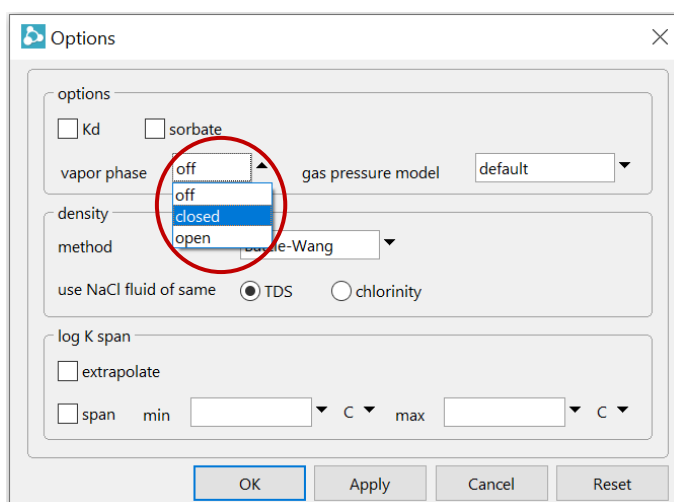 Options
options
Kd sorbate
vapor phase off gas pressure model default
off
closed
open
density
method -Wang
use NaCl fluid of same TDS chlorinity
log K span
extrapolate
span min C max C
OK Apply Cancel Reset